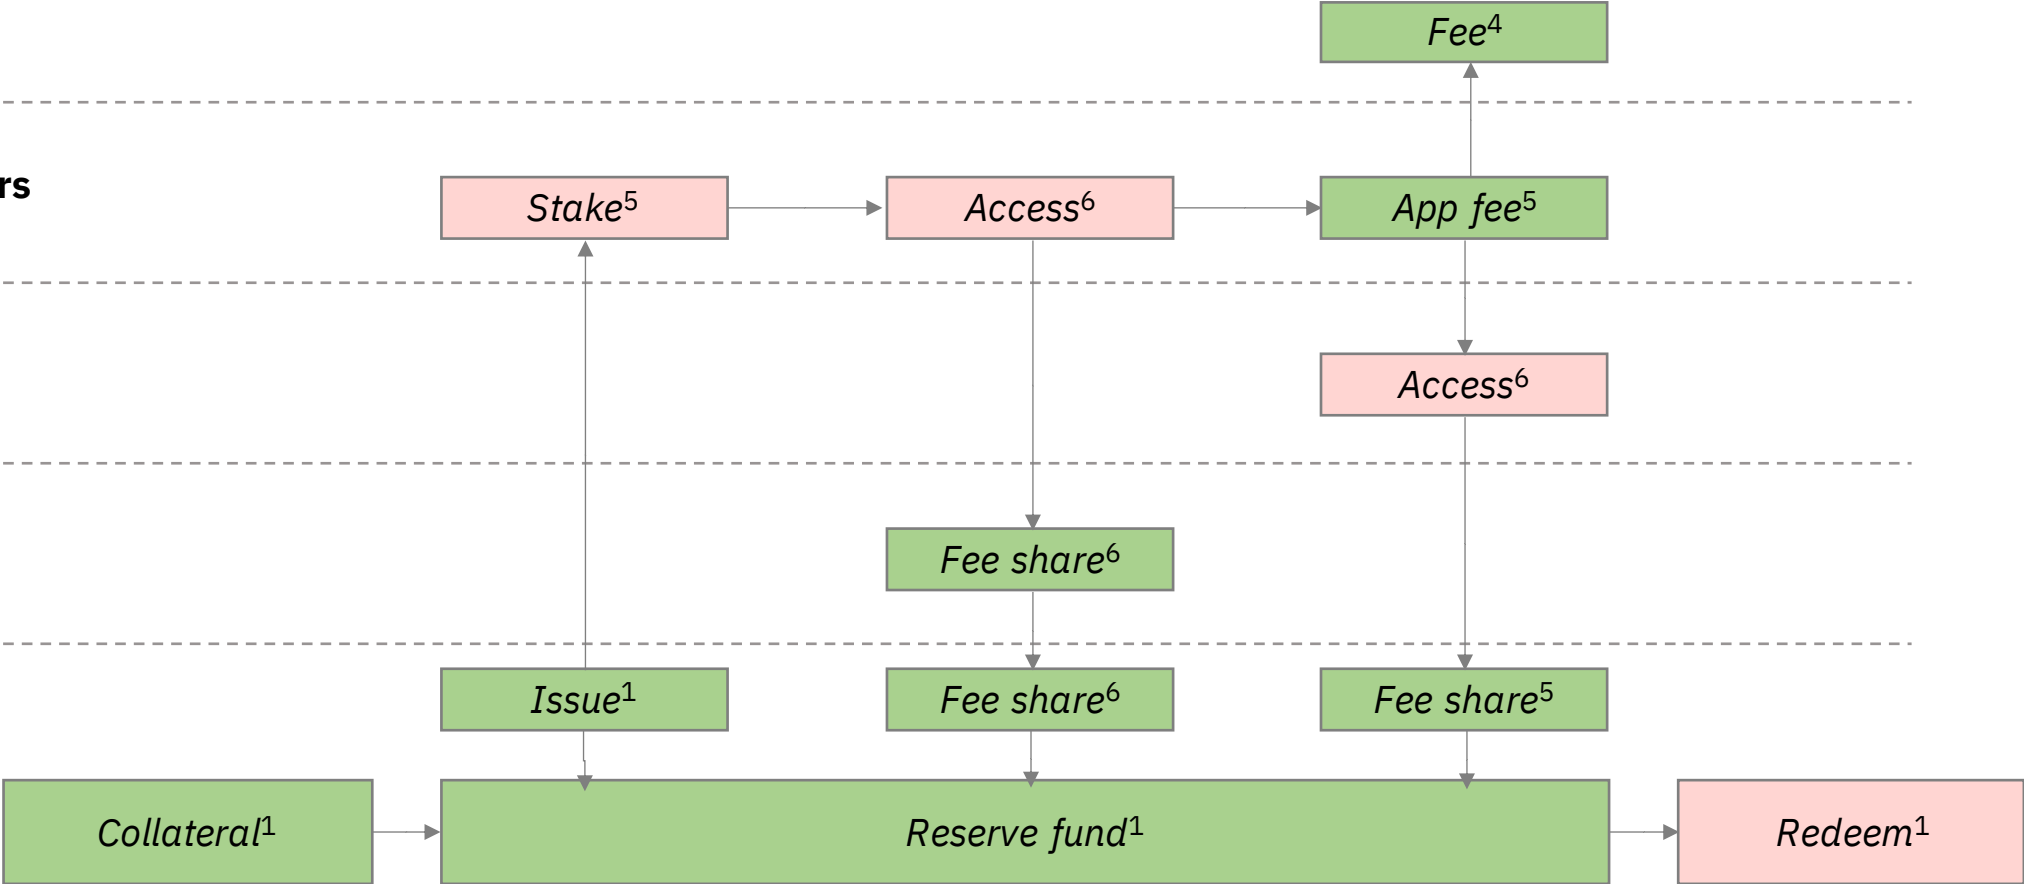 Fee⁴
rs
Stake⁵
Access⁶
App fee⁵
Access⁶
Fee share⁶
Issue¹
Fee share⁶
Fee share⁵
Collateral¹
Reserve fund¹
Redeem¹